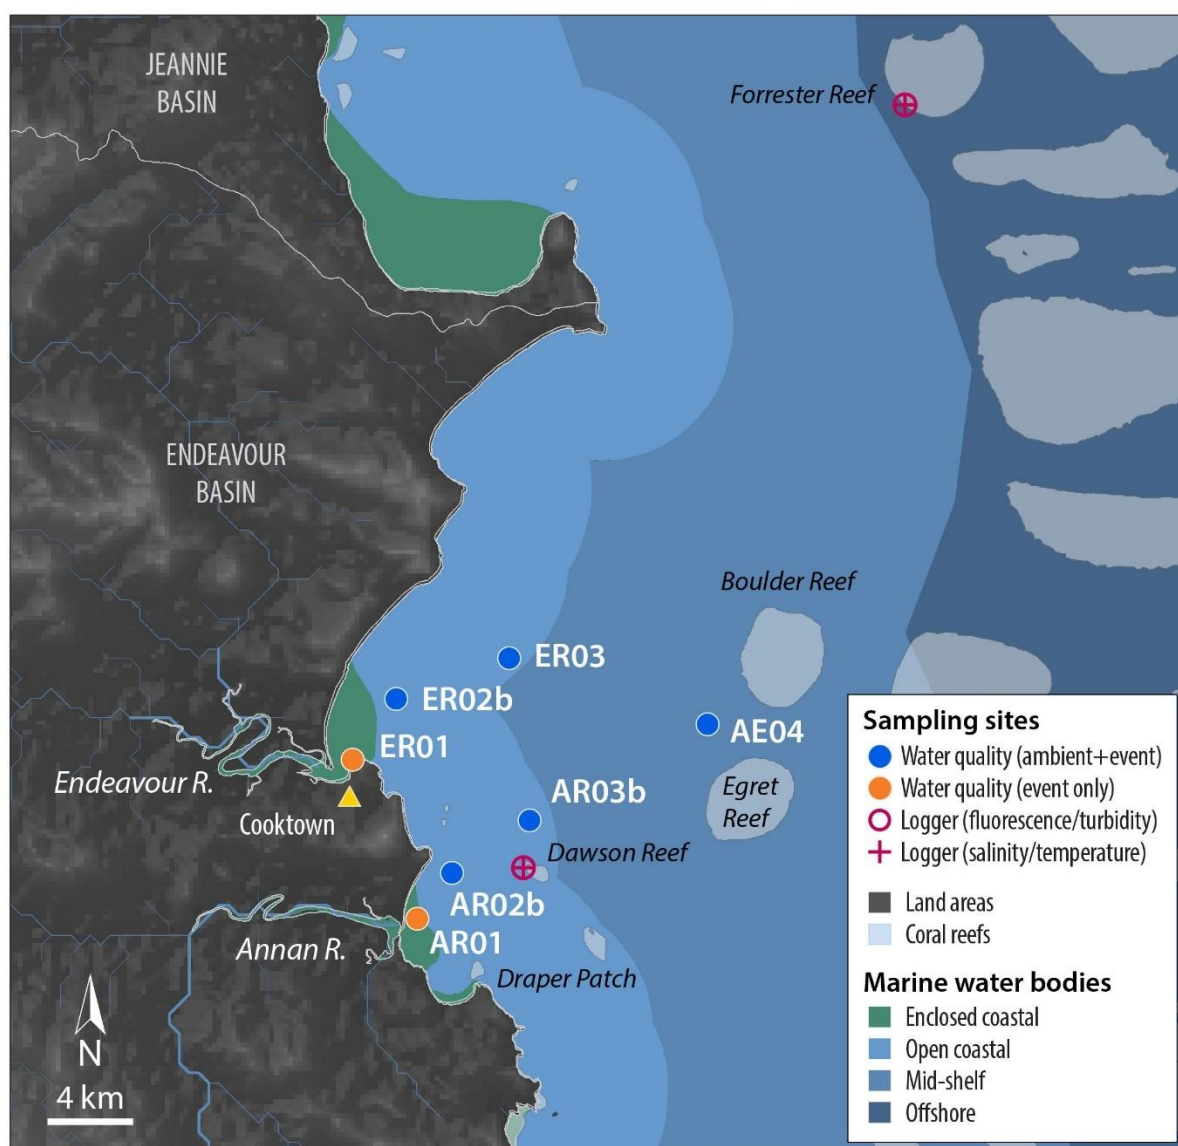 JEANNIE
BASIN
Forrester Reef
ENDEAVOUR
BASIN
Boulder Reef
ER03
ER02b
AE04
ER01
Endeavour R.
Egret
Reef
AR03b
Cooktown
Dawson Reef
AR02b
AR01
Annan R.
Draper Patch
N
4 km
Sampling sites
Water quality (ambient+event)
Water quality (event only)
Logger (fluorescence/turbidity)
Logger (salinity/temperature)
Land areas
Coral reefs
Marine water bodies
Enclosed coastal
Open coastal
Mid-shelf
Offshore